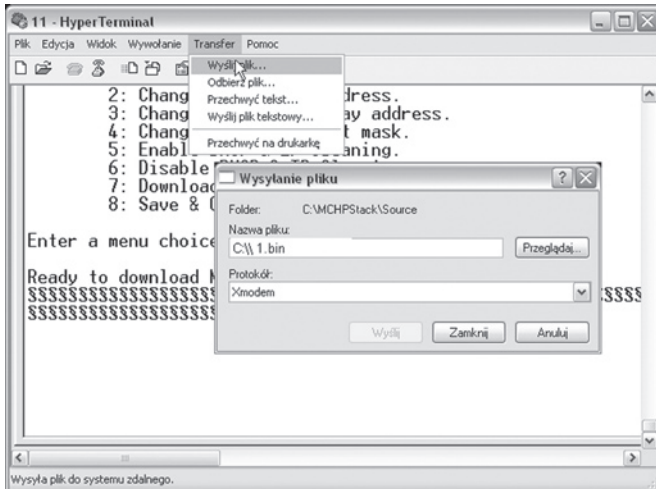 11 - HyperTerminal
Plik Edycja Widok Wywołanie Transfer Pomoc
Wyślij plik...
Odbierz plik...
Przechwyć tekst...
Wyślij plik tekstowy...
Przechwyć na drukarkę
2: Chang dress.
3: Chang ay address.
4: Chang t mask.
5: Enabl
6: Disable
7: Downloa
8: Save &
Enter a menu choice
Ready to download
§§§§§§§§§§§§§§§§§§§§§§ §§§§
§§§§§§§§§§§§§§§§§§§§§§
Wysyłanie pliku
Folder: C:\MCHPStack\Source
Nazwa pliku:
C:\\ 1.bin
Przeglądaj...
Protokół:
Xmodem
Wyślij Zamknij Anuluj
Wysyła plik do systemu zdalnego.